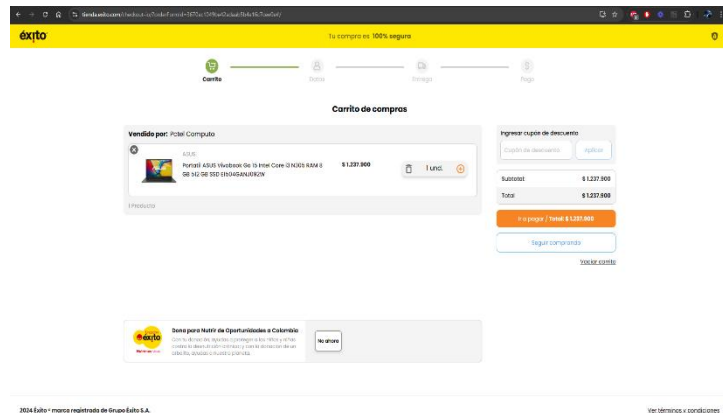 éxito
Tu compra es 100% segura
Carrito
Datos
Entrega
Pago
Carrito de compras
Vendido por: Patel Computo
ASUS
Portátil ASUS Vivobook Go 15 Intel Core i3 N305 RAM 8
GB 512 GB SSD E1504GANJ092W
$ 1.237.900
1 und.
1 Producto
Ingresar cupón de descuento
Cupón de descuento
Aplicar
Subtotal
$ 1.237.900
Total
$ 1.237.900
Ir a pagar / Total: $ 1.237.900
Seguir comprando
Vaciar carrito
éxito
Dona para Nutrir de Oportunidades a Colombia
No ahora
2024 Éxito - marca registrada de Grupo Éxito S.A.
Ver términos y condiciones